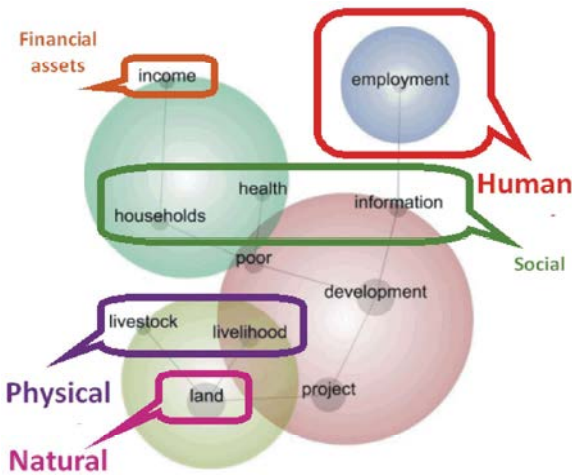 Financial
assets
income
employment
Human
health
households
information
poor
Social
development
livestock
livelihood
Physical
land
project
Natural